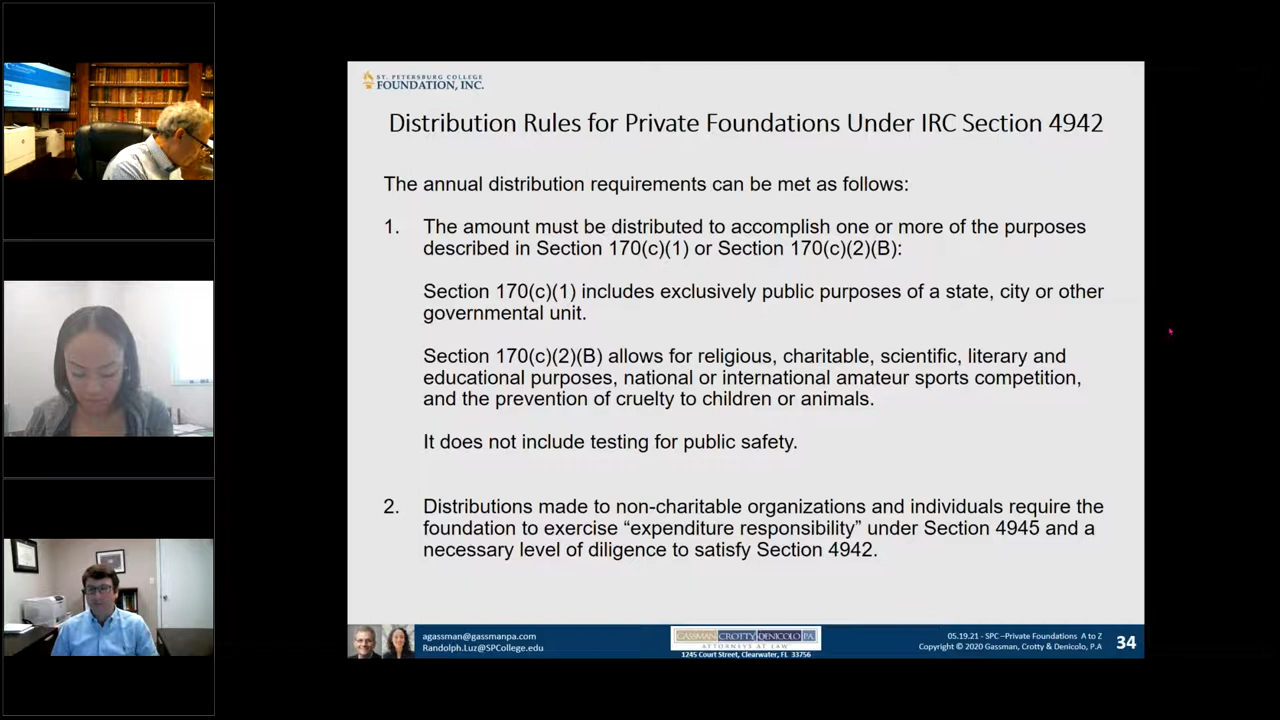 ST. PETERSBURG COLLEGE
FOUNDATION, INC.
Distribution Rules for Private Foundations Under IRC Section 4942
The annual distribution requirements can be met as follows:
1. The amount must be distributed to accomplish one or more of the purposes
described in Section 170(c)(1) or Section 170(c)(2)(B):
Section 170(c)(1) includes exclusively public purposes of a state, city or other
governmental unit.
Section 170(c)(2)(B) allows for religious, charitable, scientific, literary and
educational purposes, national or international amateur sports competition,
and the prevention of cruelty to children or animals.
It does not include testing for public safety.
2. Distributions made to non-charitable organizations and individuals require the
foundation to exercise “expenditure responsibility” under Section 4945 and a
necessary level of diligence to satisfy Section 4942.
agassman@gassmanpa.com
Randolph.Luz@SPCollege.edu
GASSMAN CROTTY DENICOLO PA
ATTORNEYS AT LAW
1245 Court Street, Clearwater, FL 33756
05.19.21 - SPC –Private Foundations A to Z
Copyright © 2020 Gassman, Crotty & Denicolo, P.A
34